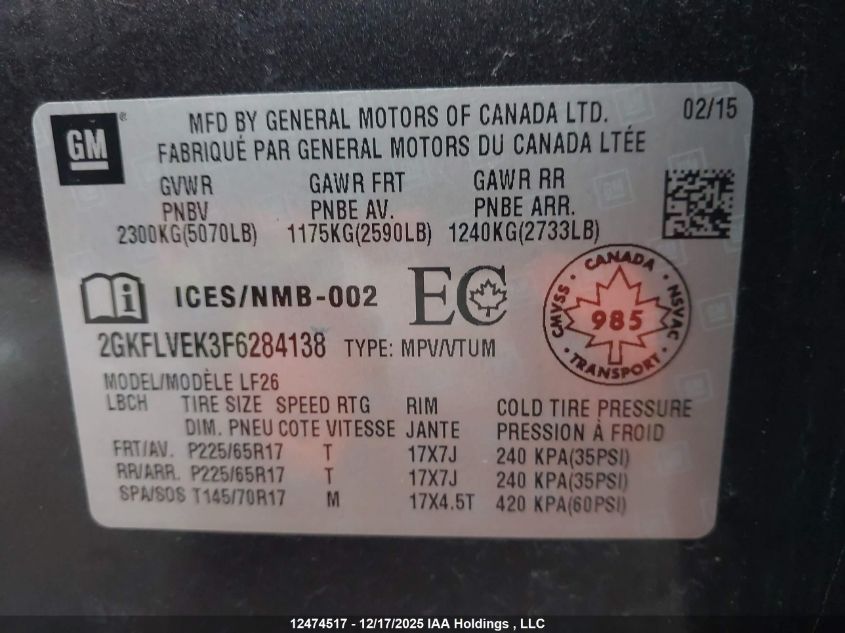 GM
MFD BY GENERAL MOTORS OF CANADA LTD. 02/15
FABRIQUÉ PAR GENERAL MOTORS DU CANADA LTÉE
GVWR GAWR FRT GAWR RR
PNBV PNBE AV. PNBE ARR.
2300KG(5070LB) 1175KG(2590LB) 1240KG(2733LB)
ICES/NMB-002 EC
CANADA
CMVSS 985 NSVAC
TRANSPORT
2GKFLVEK3F6284138 TYPE: MPV/VTUM
MODEL/MODÈLE LF26
LBCH TIRE SIZE SPEED RTG RIM COLD TIRE PRESSURE
DIM. PNEU COTE VITESSE JANTE PRESSION À FROID
FRT/AV. P225/65R17 T 17X7J 240 KPA(35PSI)
RR/ARR. P225/65R17 T 17X7J 240 KPA(35PSI)
SPA/SOS T145/70R17 M 17X4.5T 420 KPA(60PSI)
12474517 - 12/17/2025 IAA Holdings , LLC